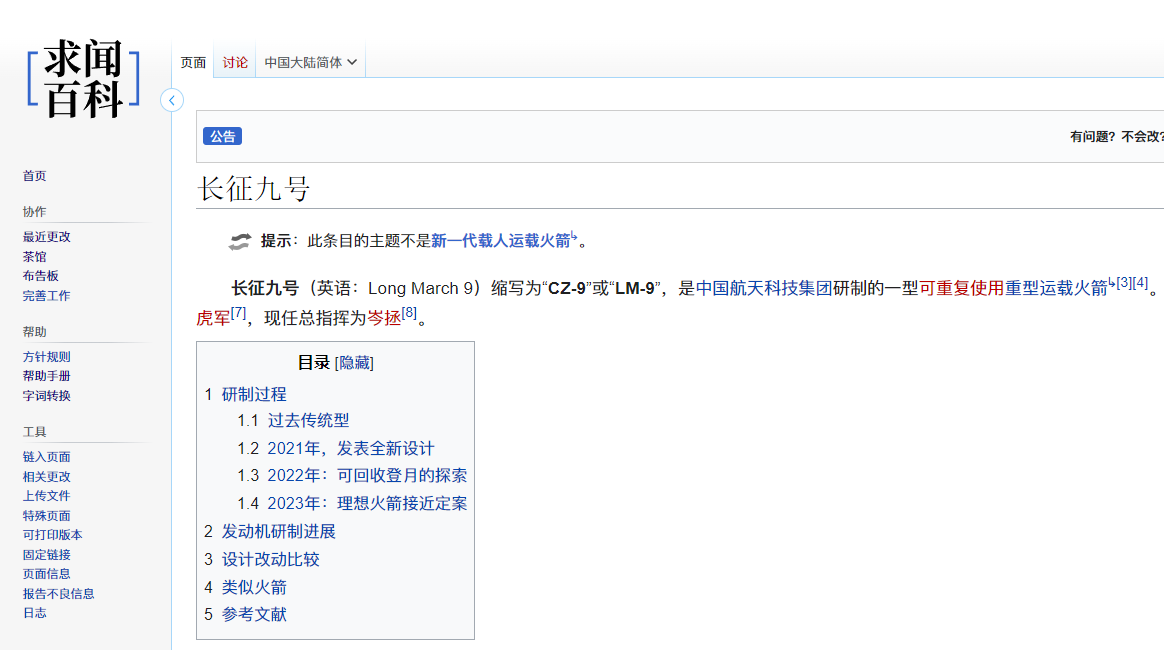 求闻
百科
页面 讨论 中国大陆简体
公告
有问题？不会改?
长征九号
提示：此条目的主题不是新一代载人运载火箭↳。
长征九号（英语：Long March 9）缩写为“CZ-9”或“LM-9”，是中国航天科技集团研制的一型可重复使用重型运载火箭↳[3][4]。
虎军[7]，现任总指挥为岑拯[8]。
目录 [隐藏]
1 研制过程
1.1 过去传统型
1.2 2021年，发表全新设计
1.3 2022年：可回收登月的探索
1.4 2023年：理想火箭接近定案
2 发动机研制进展
3 设计改动比较
4 类似火箭
5 参考文献
首页
协作
最近更改
茶馆
布告板
完善工作
帮助
方针规则
帮助手册
字词转换
工具
链入页面
相关更改
上传文件
特殊页面
可打印版本
固定链接
页面信息
报告不良信息
日志